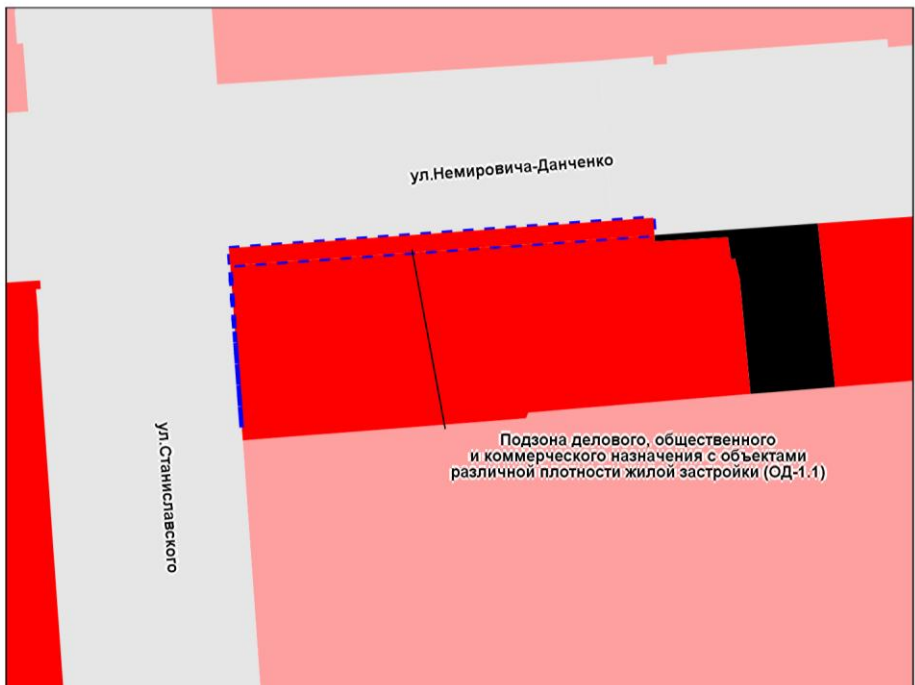 ул.Немировича-Данченко
ул.Станиславского
Подзона делового, общественного
и коммерческого назначения с объектами
различной плотности жилой застройки (ОД-1.1)